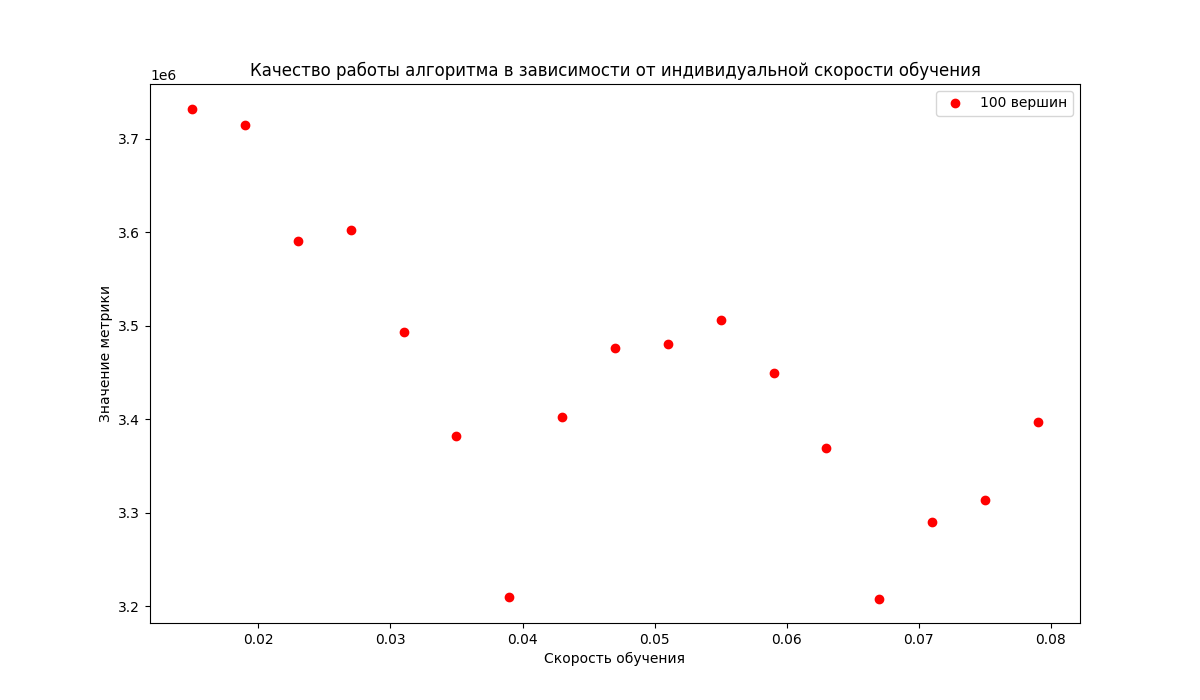 Качество работы алгоритма в зависимости от индивидуальной скорости обучения
1e6
100 вершин
3.7
3.6
3.5
3.4
3.3
3.2
Значение метрики
0.02 0.03 0.04 0.05 0.06 0.07 0.08
Скорость обучения